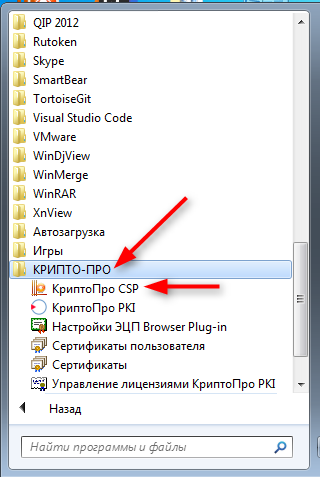 QIP 2012
Rutoken
Skype
SmartBear
TortoiseGit
Visual Studio Code
VMware
WinDjView
WinMerge
WinRAR
XnView
Автозагрузка
Игры
КРИПТО-ПРО
КриптоПро CSP
КриптоПро PKI
Настройки ЭЦП Browser Plug-in
Сертификаты пользователя
Сертификаты
Управление лицензиями КриптоПро PKI
Назад
Найти программы и файлы